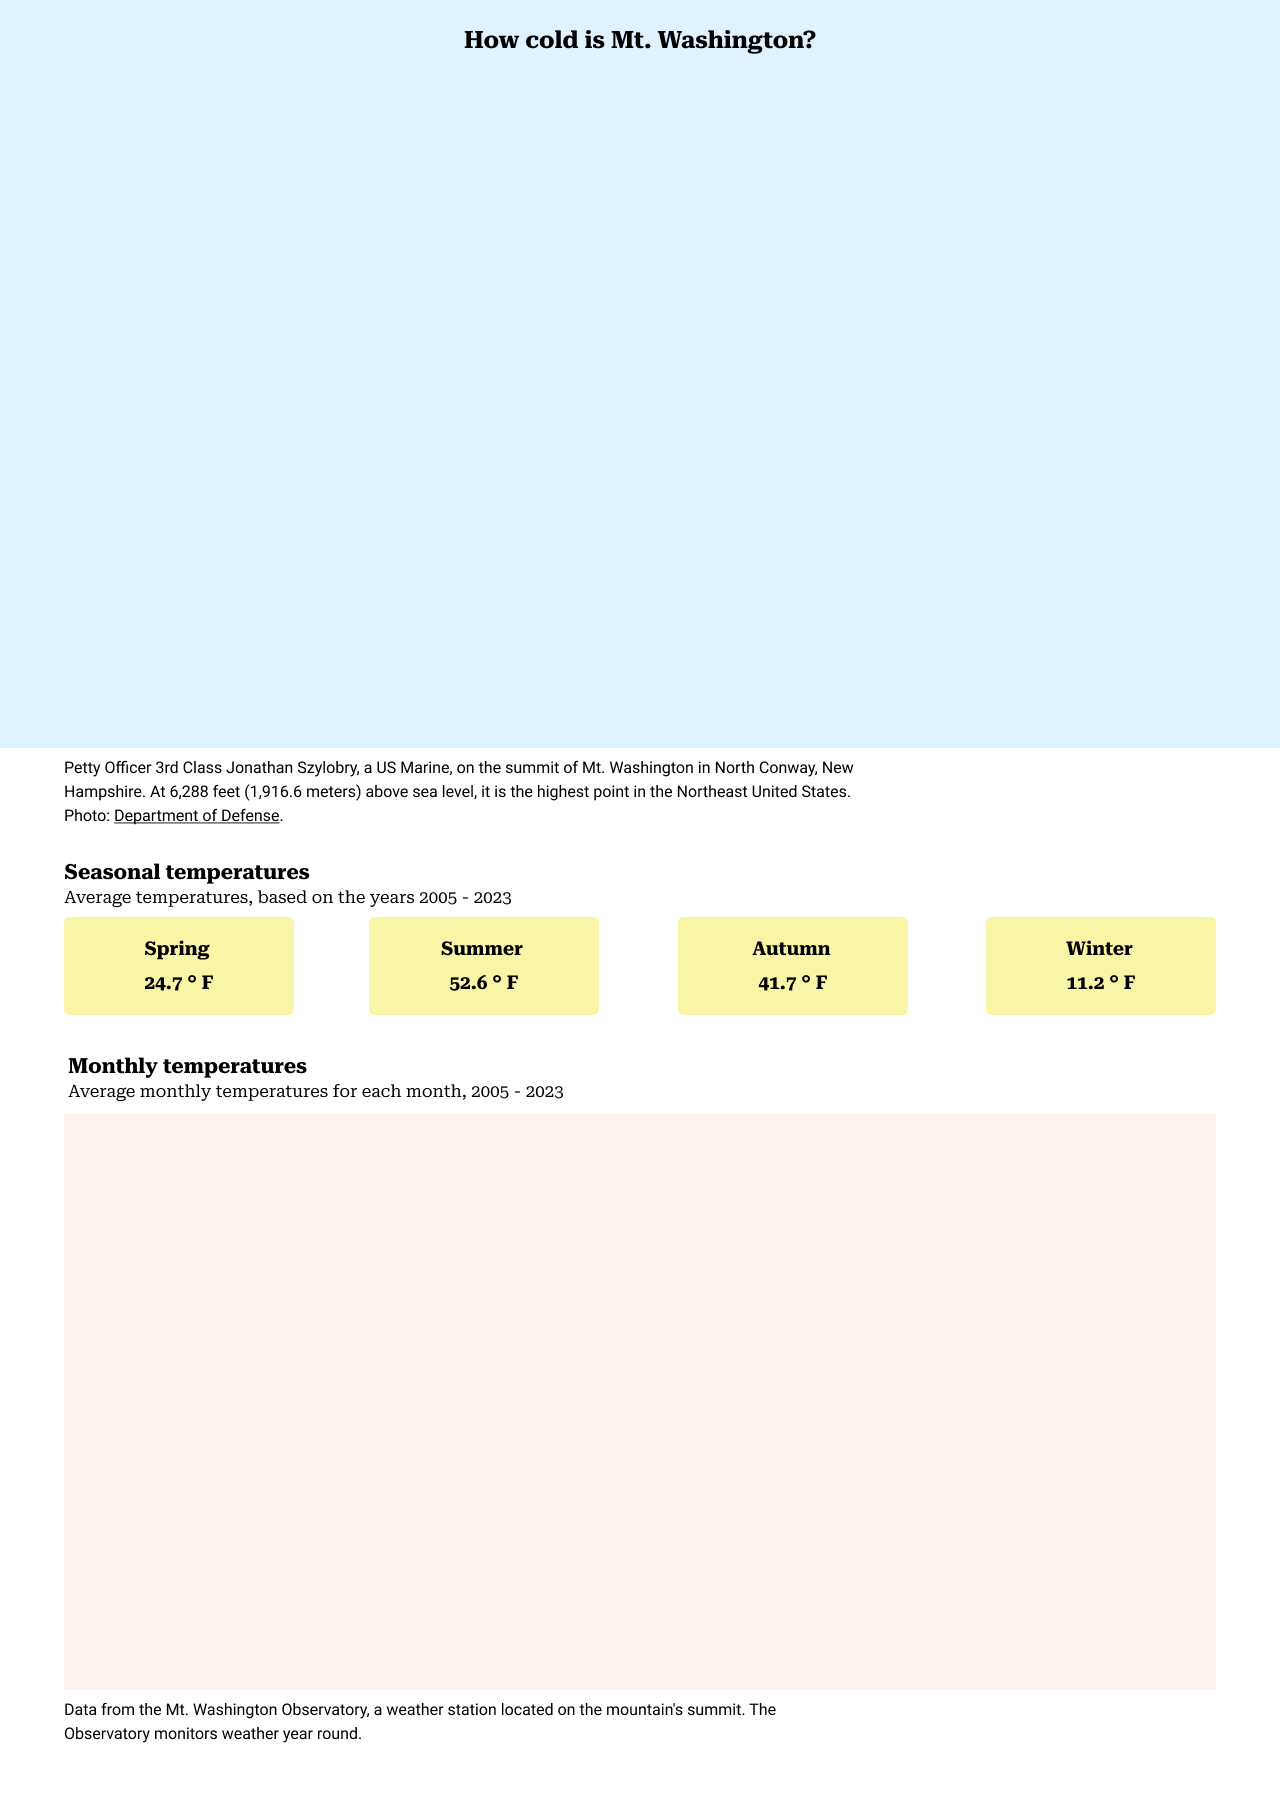 How cold is Mt. Washington?
Petty Officer 3rd Class Jonathan Szylobry, a US Marine, on the summit of Mt. Washington in North Conway, New
Hampshire. At 6,288 feet (1,916.6 meters) above sea level, it is the highest point in the Northeast United States.
Photo: Department of Defense.
Seasonal temperatures
Average temperatures, based on the years 2005 - 2023
Spring
24.7 ° F
Summer
52.6 ° F
Autumn
41.7 ° F
Winter
11.2 ° F
Monthly temperatures
Average monthly temperatures for each month, 2005 - 2023
Data from the Mt. Washington Observatory, a weather station located on the mountain's summit. The
Observatory monitors weather year round.